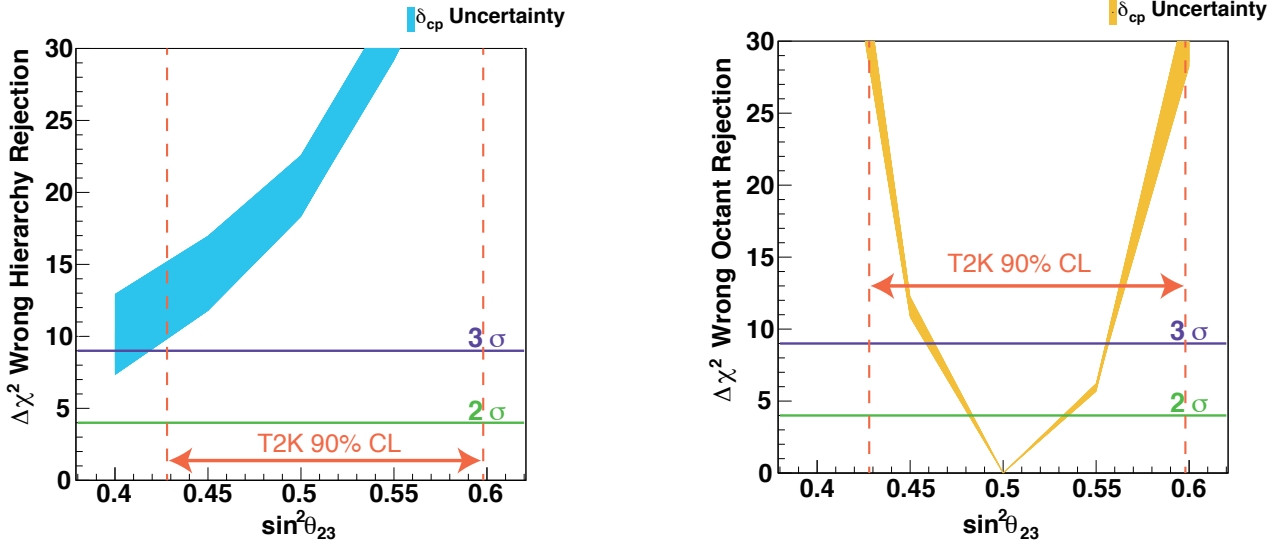 δcp Uncertainty
Δχ² Wrong Hierarchy Rejection
30
25
20
15
10
5
0
3 σ
2 σ
T2K 90% CL
0.4 0.45 0.5 0.55 0.6
sin²θ23
δcp Uncertainty
Δχ² Wrong Octant Rejection
30
25
20
15
10
5
0
T2K 90% CL
3 σ
2 σ
0.4 0.45 0.5 0.55 0.6
sin²θ23